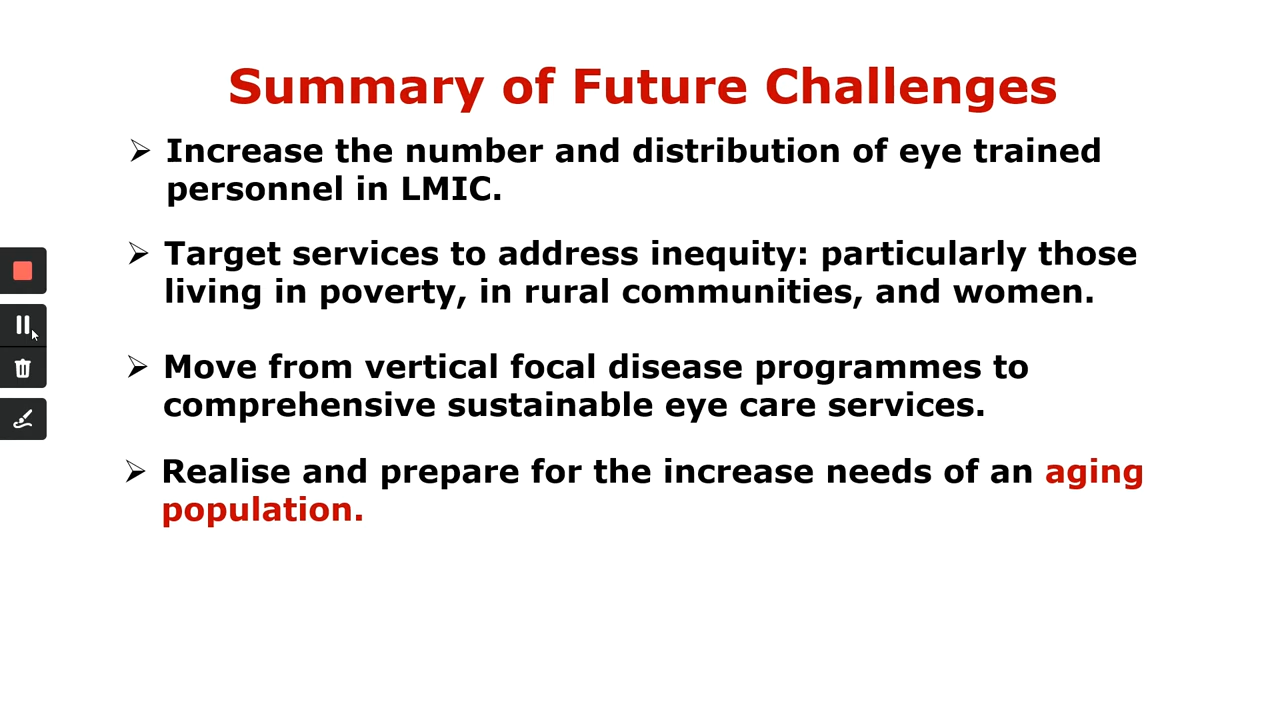 Summary of Future Challenges
➢ Increase the number and distribution of eye trained
personnel in LMIC.
➢ Target services to address inequity: particularly those
living in poverty, in rural communities, and women.
➢ Move from vertical focal disease programmes to
comprehensive sustainable eye care services.
➢ Realise and prepare for the increase needs of an aging
population.